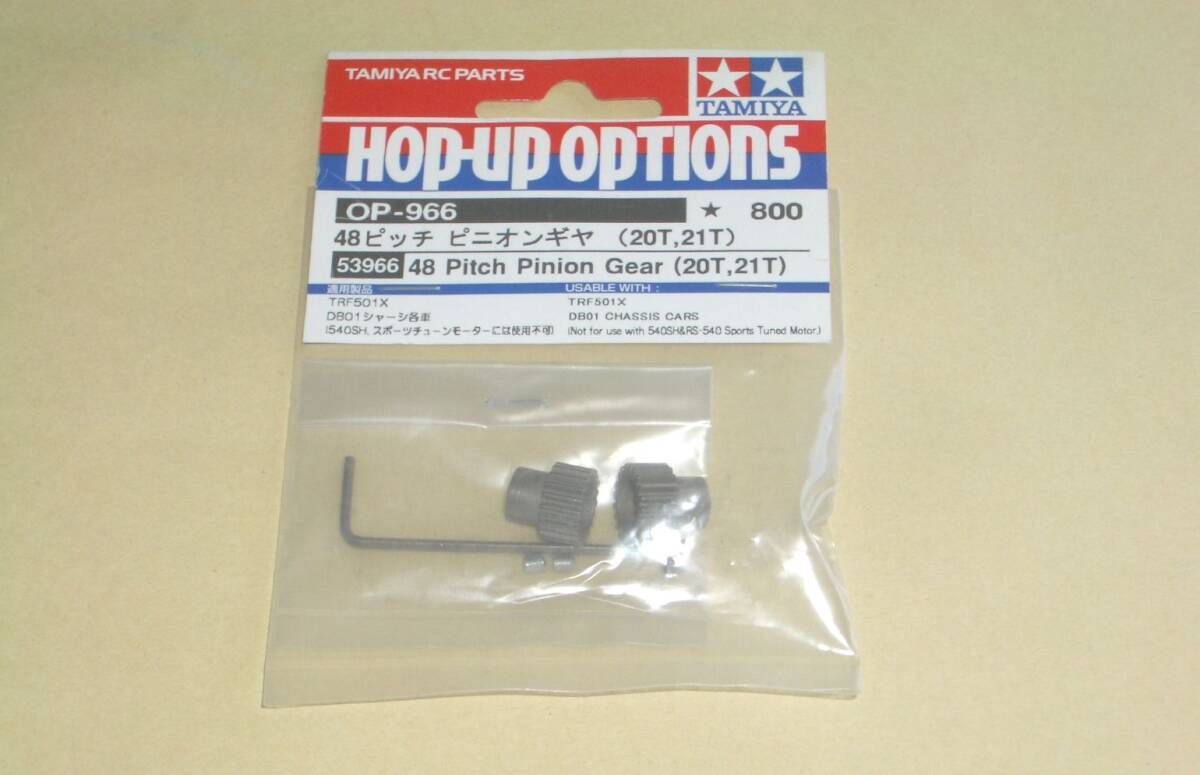 TAMIYA RC PARTS
TAMIYA
HOP-UP OPTIONS
OP-966 ★ 800
48ピッチ ピニオンギヤ (20T,21T)
53966 48 Pitch Pinion Gear (20T,21T)
適用製品
TRF501X
DB01シャーシ各車
(540SH, スポーツチューンモーターには使用不可)
USABLE WITH :
TRF501X
DB01 CHASSIS CARS
(Not for use with 540SH&RS-540 Sports Tuned Motor.)